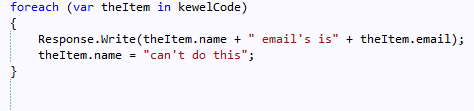 foreach (var theItem in kewelCode)
{
    Response.Write(theItem.name + " email's is" + theItem.email);
    theItem.name = "can't do this";
}